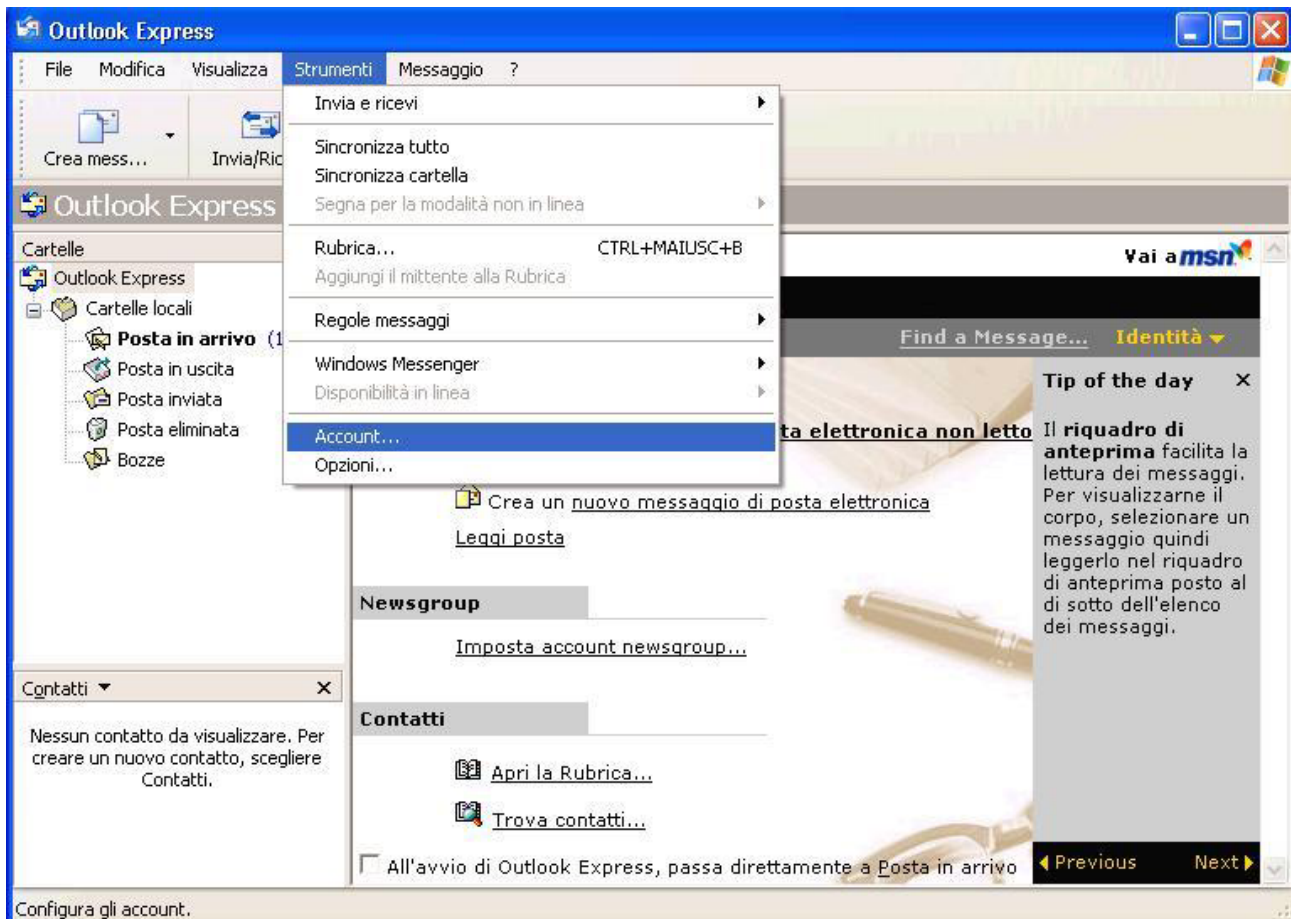 Outlook Express
File Modifica Visualizza Strumenti Messaggio ?
Crea mess... Invia/Ric
Invia e ricevi
Sincronizza tutto
Sincronizza cartella
Segna per la modalità non in linea
Rubrica... CTRL+MAIUSC+B
Aggiungi il mittente alla Rubrica
Regole messaggi
Windows Messenger
Disponibilità in linea
Account...
Opzioni...
Outlook Express
Cartelle
Outlook Express
Cartelle locali
Posta in arrivo (1
Posta in uscita
Posta inviata
Posta eliminata
Bozze
Contatti
Nessun contatto da visualizzare. Per
creare un nuovo contatto, scegliere
Contatti.
Vai a msn
Find a Message... Identità
ta elettronica non letto
Crea un nuovo messaggio di posta elettronica
Leggi posta
Newsgroup
Imposta account newsgroup...
Contatti
Apri la Rubrica...
Trova contatti...
All'avvio di Outlook Express, passa direttamente a Posta in arrivo
Tip of the day
Il riquadro di
anteprima facilita la
lettura dei messaggi.
Per visualizzarne il
corpo, selezionare un
messaggio quindi
leggerlo nel riquadro
di anteprima posto al
di sotto dell'elenco
dei messaggi.
Previous Next
Configura gli account.